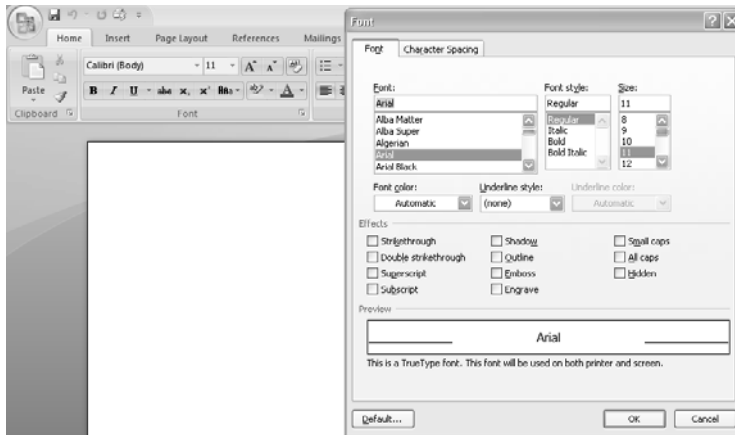 Home Insert Page Layout References Mailings
Calibri (Body) 11 A A
Paste
B I U abe x, x² Aa A
Clipboard Font
Font
Font Character Spacing
Font: Font style: Size:
Arial Regular 11
Alba Matter Regular 8
Alba Super Italic 9
Algerian Bold 10
Arial Bold Italic 11
Arial Black 12
Font color: Underline style: Underline color:
Automatic (none) Automatic
Effects
Strikethrough Shadow Small caps
Double strikethrough Outline All caps
Superscript Emboss Hidden
Subscript Engrave
Preview
Arial
This is a TrueType font. This font will be used on both printer and screen.
Default... OK Cancel